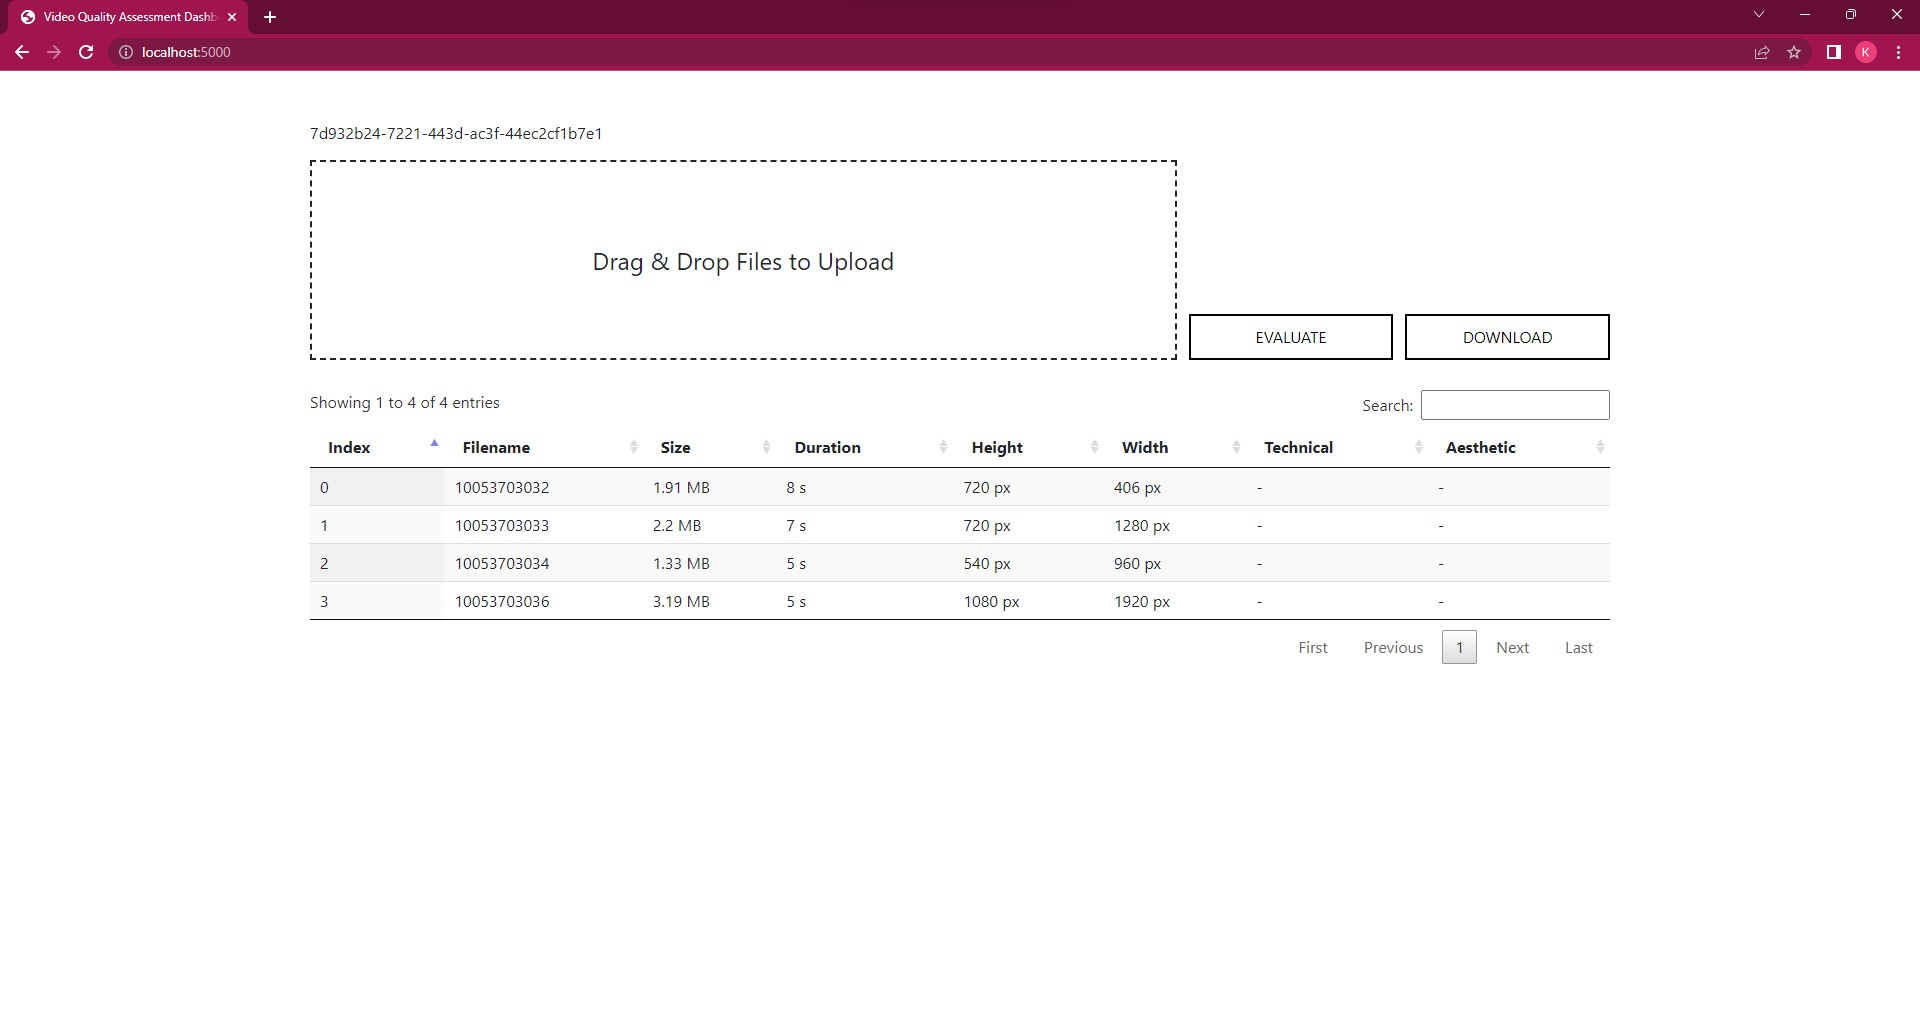 Video Quality Assessment Dashb
localhost:5000
K
7d932b24-7221-443d-ac3f-44ec2cf1b7e1
Drag & Drop Files to Upload
EVALUATE DOWNLOAD
Showing 1 to 4 of 4 entries Search:
Index Filename Size Duration Height Width Technical Aesthetic
0 10053703032 1.91 MB 8 s 720 px 406 px - -
1 10053703033 2.2 MB 7 s 720 px 1280 px - -
2 10053703034 1.33 MB 5 s 540 px 960 px - -
3 10053703036 3.19 MB 5 s 1080 px 1920 px - -
First Previous 1 Next Last